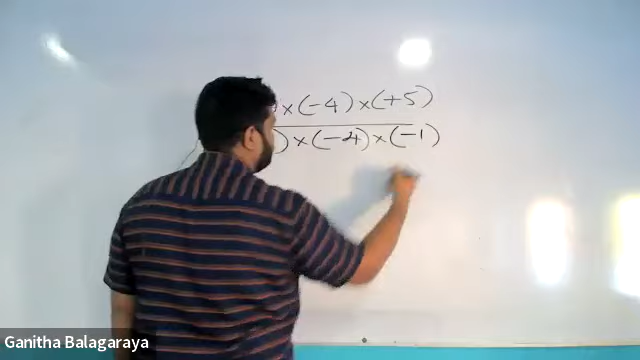 ) × (-4) × (+5)
) × (-4) × (-1)
Ganitha Balagaraya